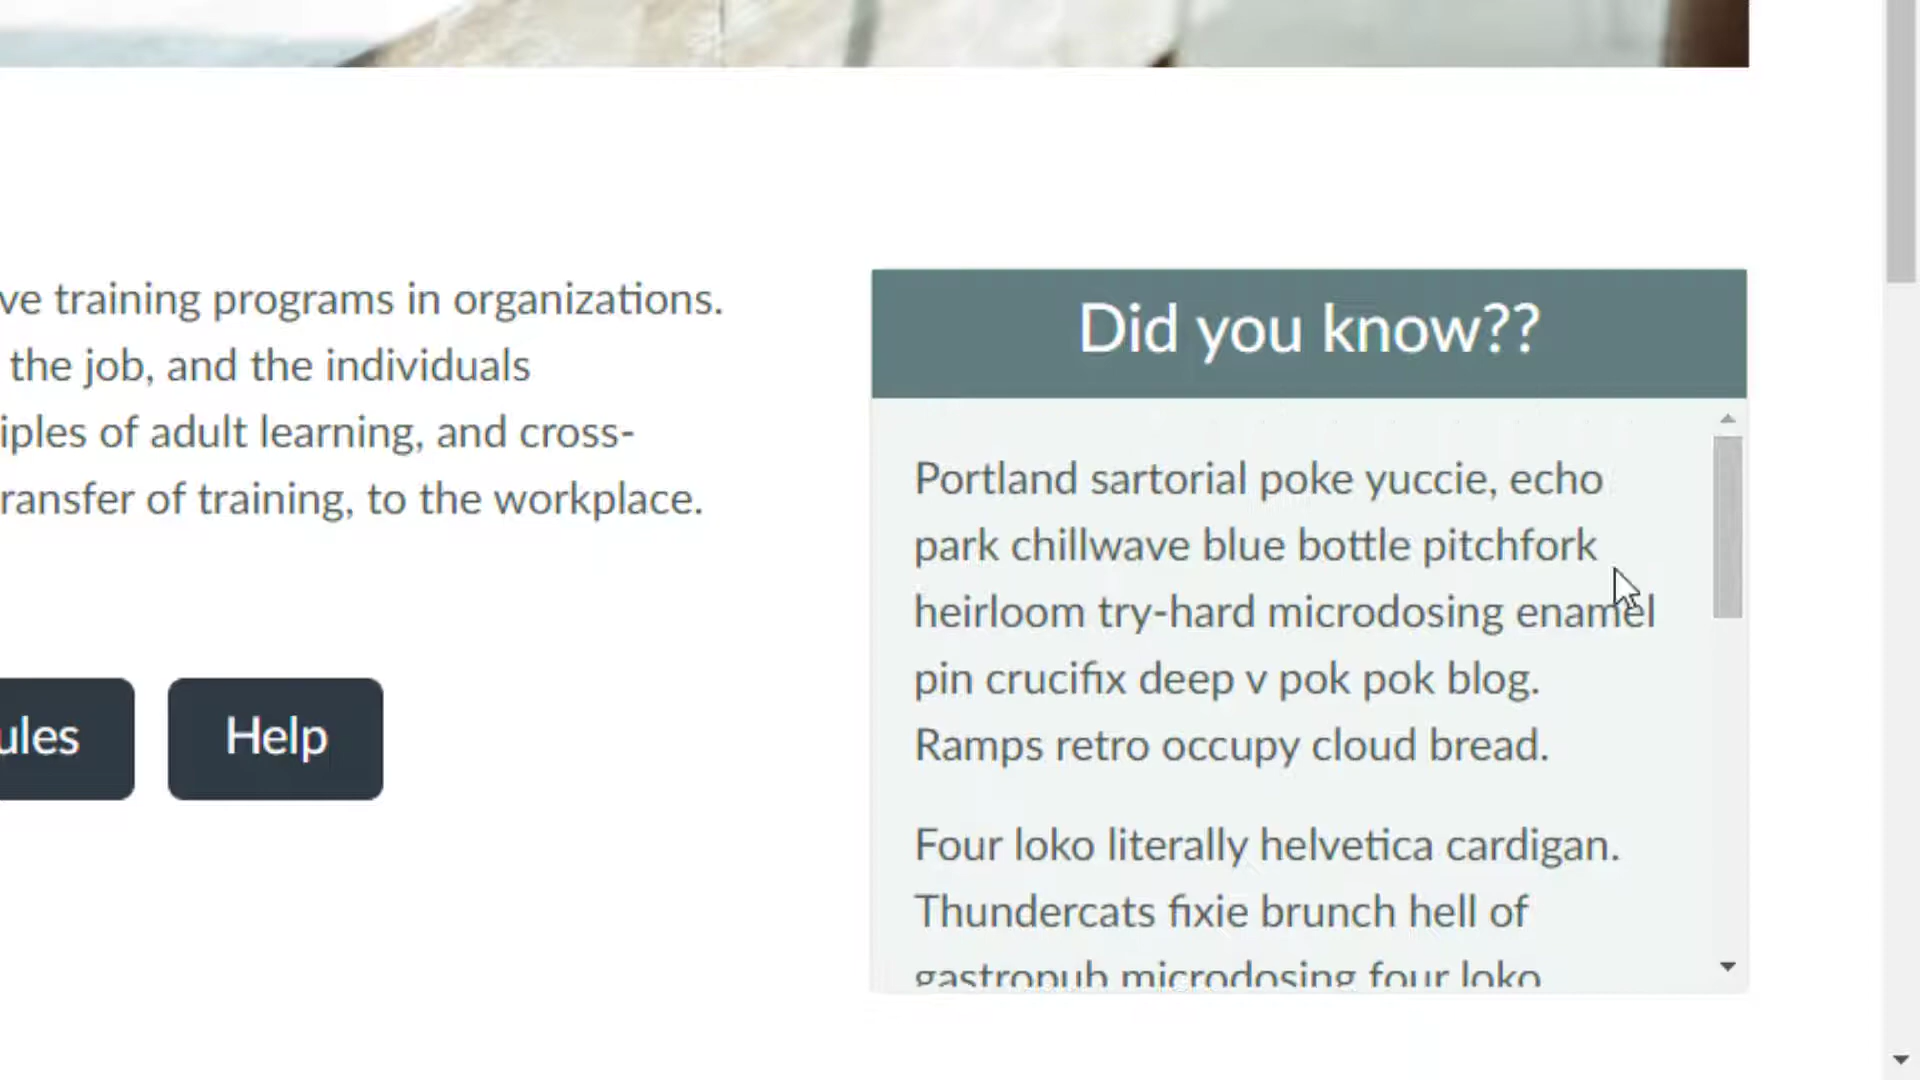 ve training programs in organizations.
the job, and the individuals
iples of adult learning, and cross-
ransfer of training, to the workplace.
ules
Help
Did you know??
Portland sartorial poke yuccie, echo
park chillwave blue bottle pitchfork
heirloom try-hard microdosing enamel
pin crucifix deep v pok pok blog.
Ramps retro occupy cloud bread.
Four loko literally helvetica cardigan.
Thundercats fixie brunch hell of
gastropub microdosing four loko